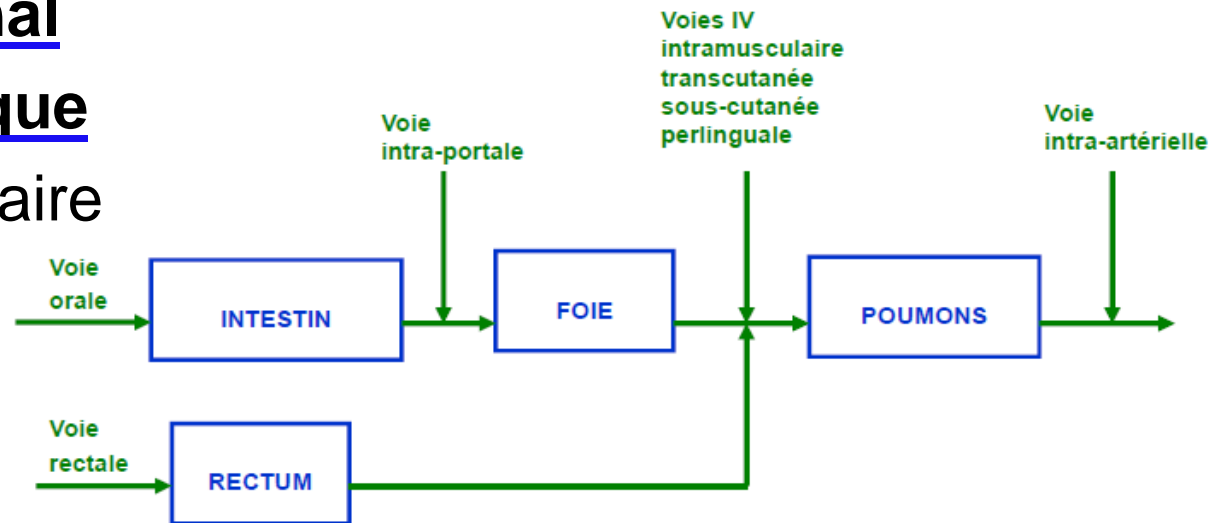 nal
que
aire
Voies IV
intramusculaire
transcutanée
sous-cutanée
perlinguale
Voie
intra-portale
Voie
intra-artérielle
Voie
orale
INTESTIN
FOIE
POUMONS
Voie
rectale
RECTUM